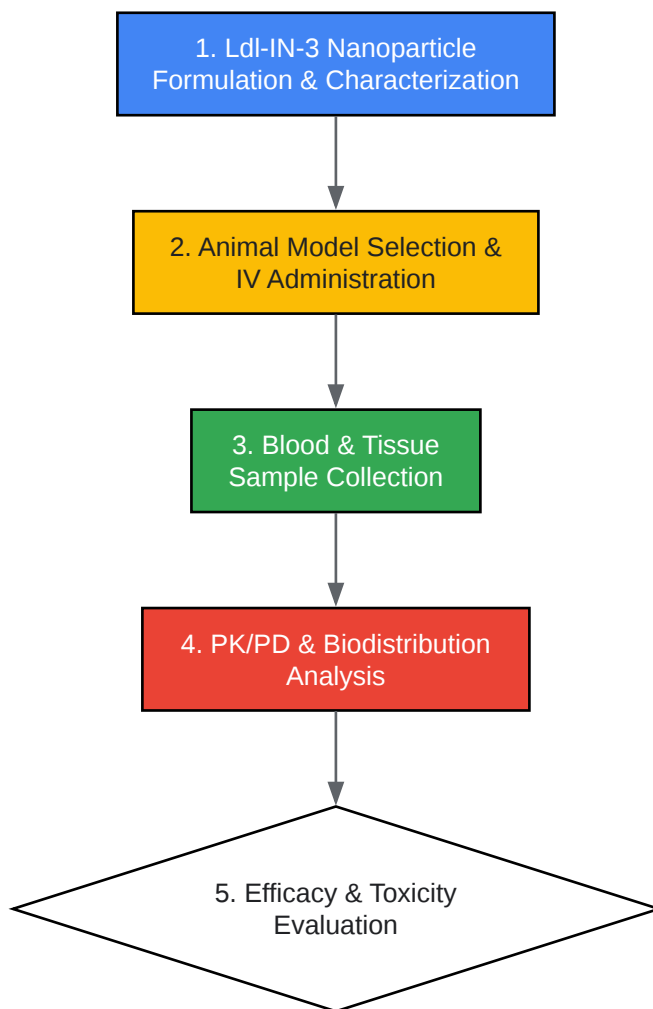 1. Ldl-IN-3 Nanoparticle
Formulation & Characterization
2. Animal Model Selection &
IV Administration
3. Blood & Tissue
Sample Collection
4. PK/PD & Biodistribution
Analysis
5. Efficacy & Toxicity
Evaluation